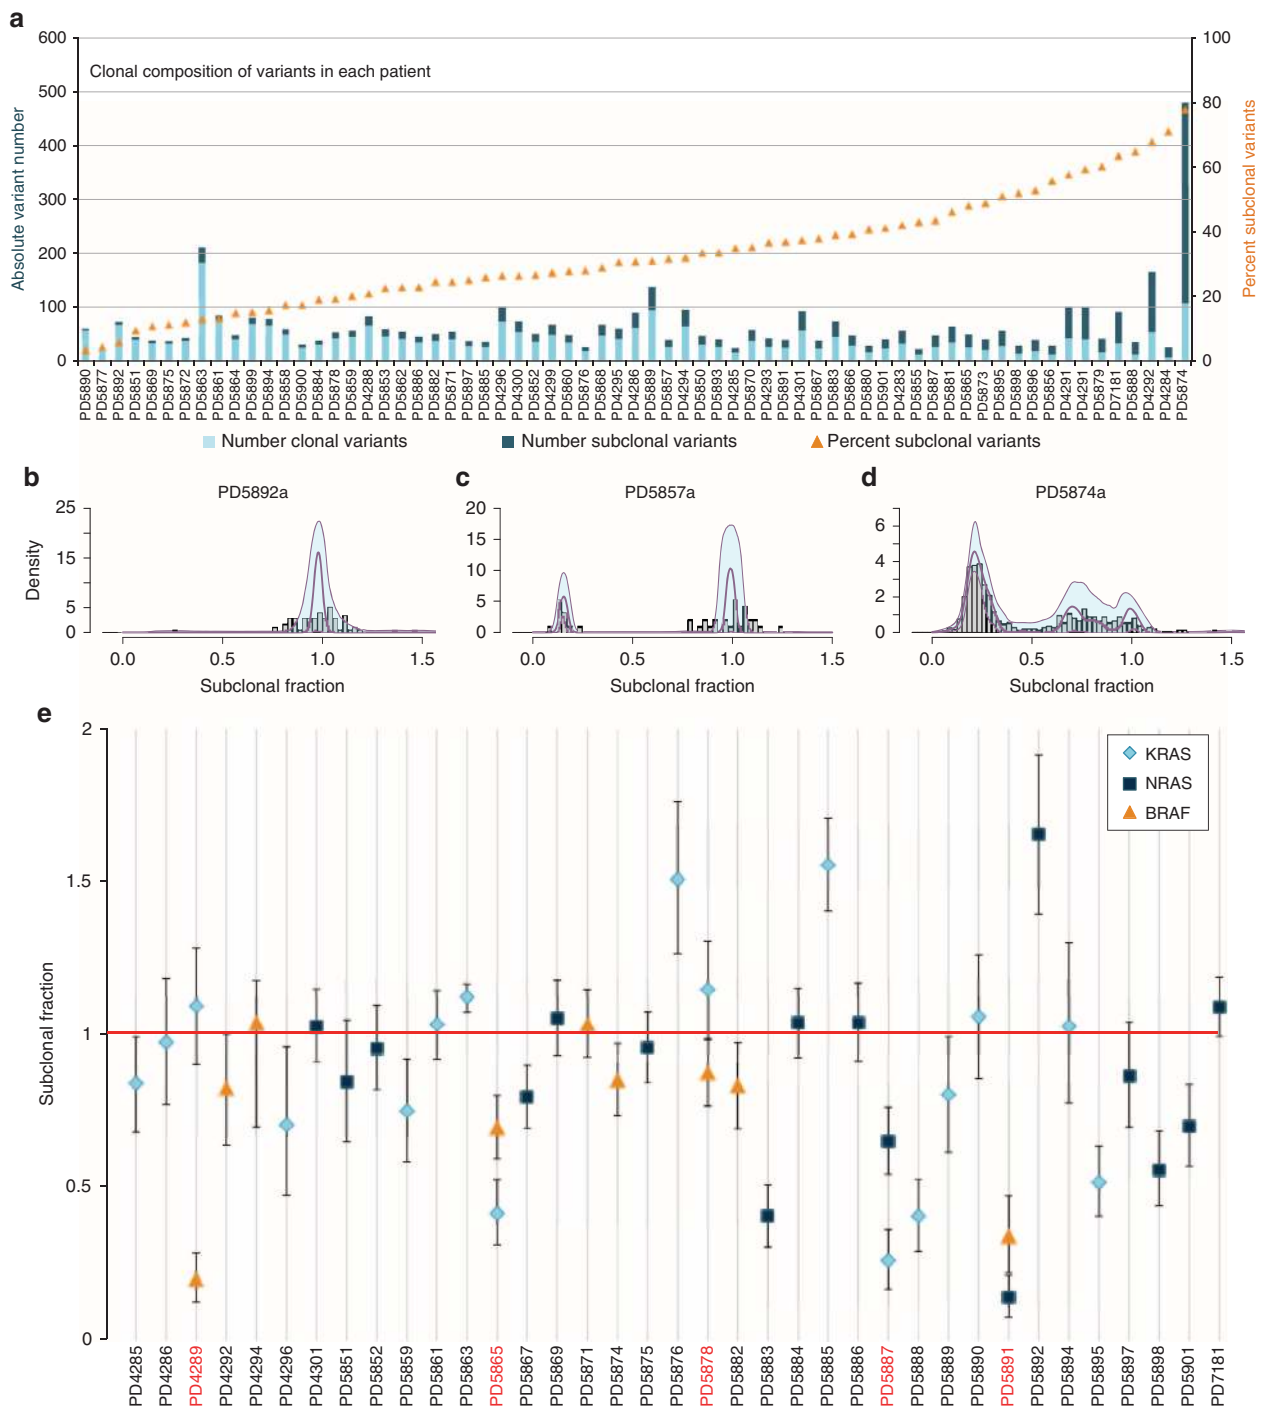 a
600
500
400
300
200
100
0
Absolute variant number
Clonal composition of variants in each patient
100
80
60
40
20
0
Percent subclonal variants
PD5890
PD5877
PD5892
PD5851
PD5869
PD5875
PD5872
PD5863
PD5861
PD5864
PD5899
PD5894
PD5858
PD5900
PD5884
PD5878
PD5859
PD4288
PD5853
PD5862
PD5886
PD5882
PD5871
PD5897
PD5885
PD4296
PD4300
PD5852
PD4299
PD5860
PD5876
PD5868
PD4295
PD4286
PD5889
PD5857
PD4294
PD5850
PD5893
PD4285
PD5870
PD4293
PD5891
PD4301
PD5867
PD5883
PD5866
PD5880
PD5901
PD4283
PD5855
PD5887
PD5881
PD5865
PD5873
PD5895
PD5898
PD5896
PD5856
PD4291
PD4291
PD5879
PD7181
PD5888
PD4292
PD4284
PD5874
Number clonal variants
Number subclonal variants
Percent subclonal variants
b
PD5892a
25
15
5
0
Density
0.0
0.5
1.0
1.5
Subclonal fraction
c
PD5857a
20
15
10
5
0
0.0
0.5
1.0
1.5
Subclonal fraction
d
PD5874a
6
4
2
0
0.0
0.5
1.0
1.5
Subclonal fraction
e
2
1.5
1
0.5
0
Subclonal fraction
KRAS
NRAS
BRAF
PD4285
PD4286
PD4289
PD4292
PD4294
PD4296
PD4301
PD5851
PD5852
PD5859
PD5861
PD5863
PD5865
PD5867
PD5869
PD5871
PD5874
PD5875
PD5876
PD5878
PD5882
PD5883
PD5884
PD5885
PD5886
PD5887
PD5888
PD5889
PD5890
PD5891
PD5892
PD5894
PD5895
PD5897
PD5898
PD5901
PD7181